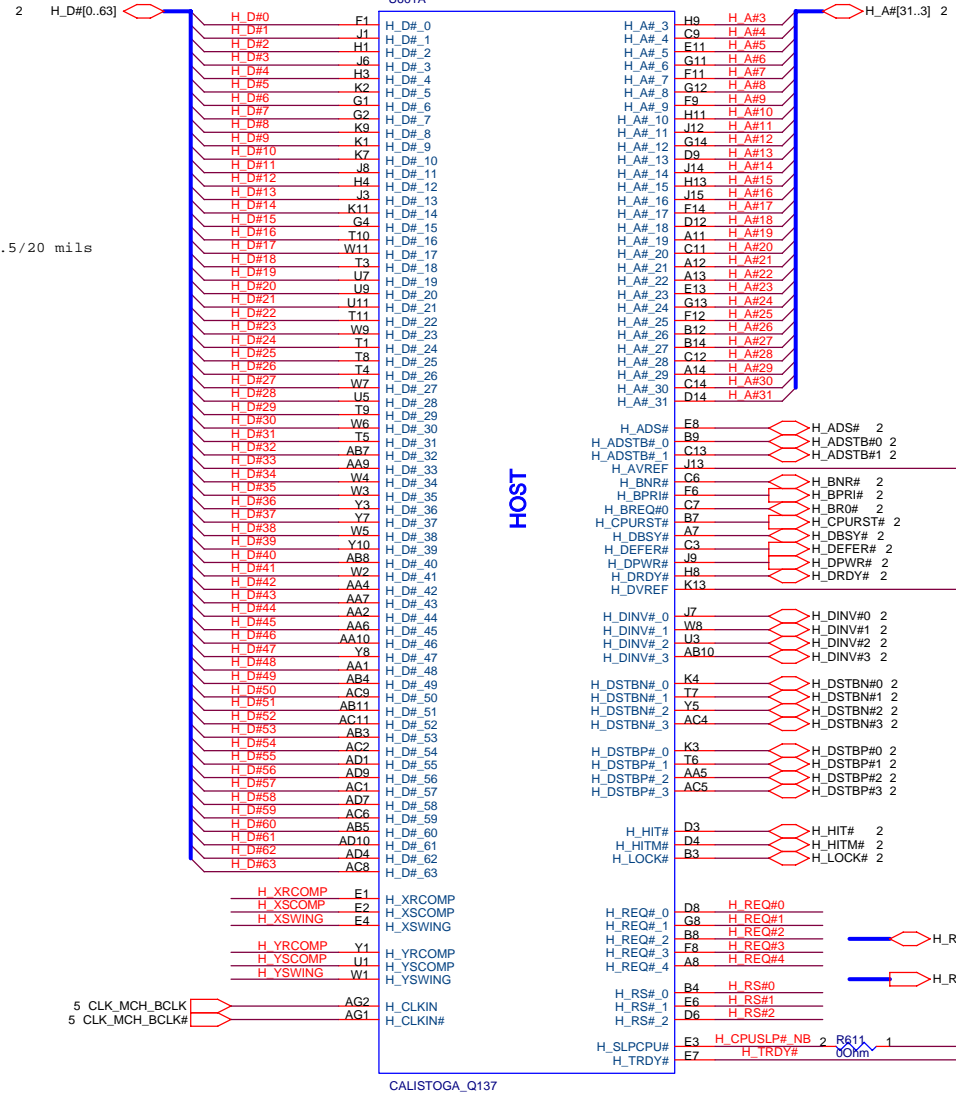 2 H_D#[0..63]
.5/20 mils
H_D#0 F1 H_D#_0
H_D#1 J1 H_D#_1
H_D#2 H1 H_D#_2
H_D#3 J6 H_D#_3
H_D#4 H3 H_D#_4
H_D#5 K2 H_D#_5
H_D#6 G1 H_D#_6
H_D#7 G2 H_D#_7
H_D#8 K9 H_D#_8
H_D#9 K1 H_D#_9
H_D#10 K7 H_D#_10
H_D#11 J8 H_D#_11
H_D#12 H4 H_D#_12
H_D#13 J3 H_D#_13
H_D#14 K11 H_D#_14
H_D#15 G4 H_D#_15
H_D#16 T10 H_D#_16
H_D#17 W11 H_D#_17
H_D#18 T3 H_D#_18
H_D#19 U7 H_D#_19
H_D#20 U9 H_D#_20
H_D#21 U11 H_D#_21
H_D#22 T11 H_D#_22
H_D#23 W9 H_D#_23
H_D#24 T1 H_D#_24
H_D#25 T8 H_D#_25
H_D#26 T4 H_D#_26
H_D#27 W7 H_D#_27
H_D#28 U5 H_D#_28
H_D#29 T9 H_D#_29
H_D#30 W6 H_D#_30
H_D#31 T5 H_D#_31
H_D#32 AB7 H_D#_32
H_D#33 AA9 H_D#_33
H_D#34 W4 H_D#_34
H_D#35 W3 H_D#_35
H_D#36 Y3 H_D#_36
H_D#37 Y7 H_D#_37
H_D#38 W5 H_D#_38
H_D#39 Y10 H_D#_39
H_D#40 AB8 H_D#_40
H_D#41 W2 H_D#_41
H_D#42 AA4 H_D#_42
H_D#43 AA7 H_D#_43
H_D#44 AA2 H_D#_44
H_D#45 AA6 H_D#_45
H_D#46 AA10 H_D#_46
H_D#47 Y8 H_D#_47
H_D#48 AA1 H_D#_48
H_D#49 AB4 H_D#_49
H_D#50 AC9 H_D#_50
H_D#51 AB11 H_D#_51
H_D#52 AC11 H_D#_52
H_D#53 AB3 H_D#_53
H_D#54 AC2 H_D#_54
H_D#55 AD1 H_D#_55
H_D#56 AD9 H_D#_56
H_D#57 AC1 H_D#_57
H_D#58 AD7 H_D#_58
H_D#59 AC6 H_D#_59
H_D#60 AB5 H_D#_60
H_D#61 AD10 H_D#_61
H_D#62 AD4 H_D#_62
H_D#63 AC8 H_D#_63
H_XRCOMP E1 H_XRCOMP
H_XSCOMP E2 H_XSCOMP
H_XSWING E4 H_XSWING
H_YRCOMP Y1 H_YRCOMP
H_YSCOMP U1 H_YSCOMP
H_YSWING W1 H_YSWING
5 CLK_MCH_BCLK AG2 H_CLKIN
5 CLK_MCH_BCLK# AG1 H_CLKIN#
HOST
H_A#[31..3] 2
H_A#_3 H9 H_A#3
H_A#_4 C9 H_A#4
H_A#_5 E11 H_A#5
H_A#_6 G11 H_A#6
H_A#_7 F11 H_A#7
H_A#_8 G12 H_A#8
H_A#_9 F9 H_A#9
H_A#_10 H11 H_A#10
H_A#_11 J12 H_A#11
H_A#_12 G14 H_A#12
H_A#_13 D9 H_A#13
H_A#_14 J14 H_A#14
H_A#_15 H13 H_A#15
H_A#_16 J15 H_A#16
H_A#_17 F14 H_A#17
H_A#_18 D12 H_A#18
H_A#_19 A11 H_A#19
H_A#_20 C11 H_A#20
H_A#_21 A12 H_A#21
H_A#_22 A13 H_A#22
H_A#_23 E13 H_A#23
H_A#_24 G13 H_A#24
H_A#_25 F12 H_A#25
H_A#_26 B12 H_A#26
H_A#_27 B14 H_A#27
H_A#_28 C12 H_A#28
H_A#_29 A14 H_A#29
H_A#_30 C14 H_A#30
H_A#_31 D14 H_A#31
H_ADS# E8 H_ADS# 2
H_ADSTB#_0 B9 H_ADSTB#0 2
H_ADSTB#_1 C13 H_ADSTB#1 2
H_AVREF J13
H_BNR# C6 H_BNR# 2
H_BPRI# F6 H_BPRI# 2
H_BREQ#0 C7 H_BR0# 2
H_CPURST# B7 H_CPURST# 2
H_DBSY# A7 H_DBSY# 2
H_DEFER# C3 H_DEFER# 2
H_DPWR# J9 H_DPWR# 2
H_DRDY# H8 H_DRDY# 2
H_DVREF K13
H_DINV#_0 J7 H_DINV#0 2
H_DINV#_1 W8 H_DINV#1 2
H_DINV#_2 U3 H_DINV#2 2
H_DINV#_3 AB10 H_DINV#3 2
H_DSTBN#_0 K4 H_DSTBN#0 2
H_DSTBN#_1 T7 H_DSTBN#1 2
H_DSTBN#_2 Y5 H_DSTBN#2 2
H_DSTBN#_3 AC4 H_DSTBN#3 2
H_DSTBP#_0 K3 H_DSTBP#0 2
H_DSTBP#_1 T6 H_DSTBP#1 2
H_DSTBP#_2 AA5 H_DSTBP#2 2
H_DSTBP#_3 AC5 H_DSTBP#3 2
H_HIT# D3 H_HIT# 2
H_HITM# D4 H_HITM# 2
H_LOCK# B3 H_LOCK# 2
H_REQ#_0 D8 H_REQ#0
H_REQ#_1 G8 H_REQ#1
H_REQ#_2 B8 H_REQ#2
H_REQ#_3 F8 H_REQ#3
H_REQ#_4 A8 H_REQ#4
H_R
H_R
H_RS#_0 B4 H_RS#0
H_RS#_1 E6 H_RS#1
H_RS#_2 D6 H_RS#2
H_SLPCPU# E3 H_CPUSLP#_NB 2 R611 1
0Ohm
H_TRDY# E7 H_TRDY#
CALISTOGA_Q137